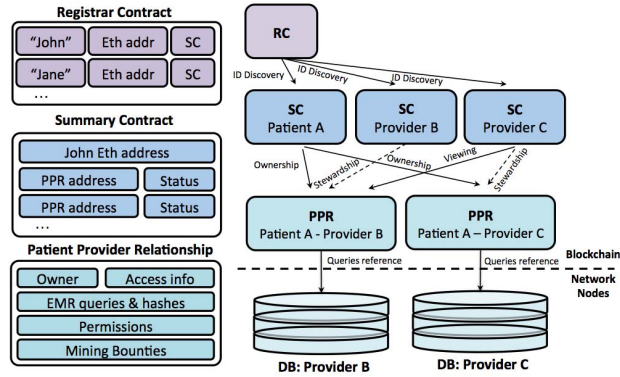 Registrar Contract
"John" Eth addr SC
"Jane" Eth addr SC
...
Summary Contract
John Eth address
PPR address Status
PPR address Status
...
Patient Provider Relationship
Owner Access info
EMR queries & hashes
Permissions
Mining Bounties
RC
ID Discovery ID Discovery ID Discovery
SC
Patient A
SC
Provider B
SC
Provider C
Ownership Stewardship Ownership Viewing Stewardship
PPR
Patient A - Provider B
PPR
Patient A – Provider C
Queries reference Queries reference
Blockchain
Network
Nodes
DB: Provider B
DB: Provider C